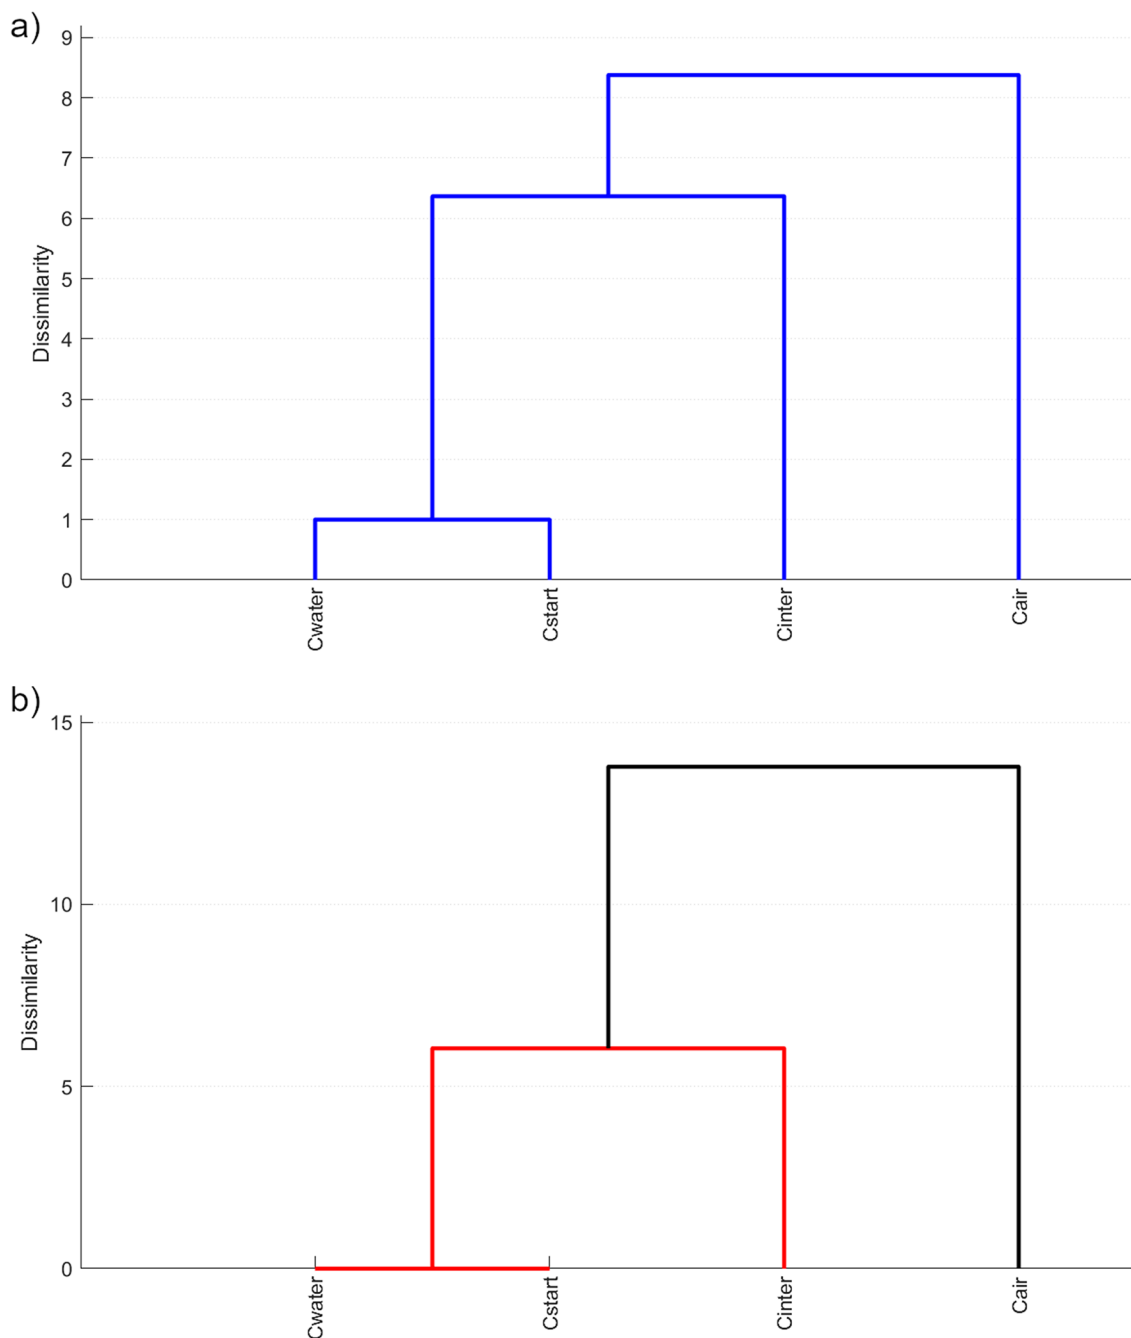 a)
9
8
7
6
5
4
3
2
1
0
Dissimilarity
Cwater
Cstart
Cinter
Cair
b)
15
10
5
0
Dissimilarity
Cwater
Cstart
Cinter
Cair